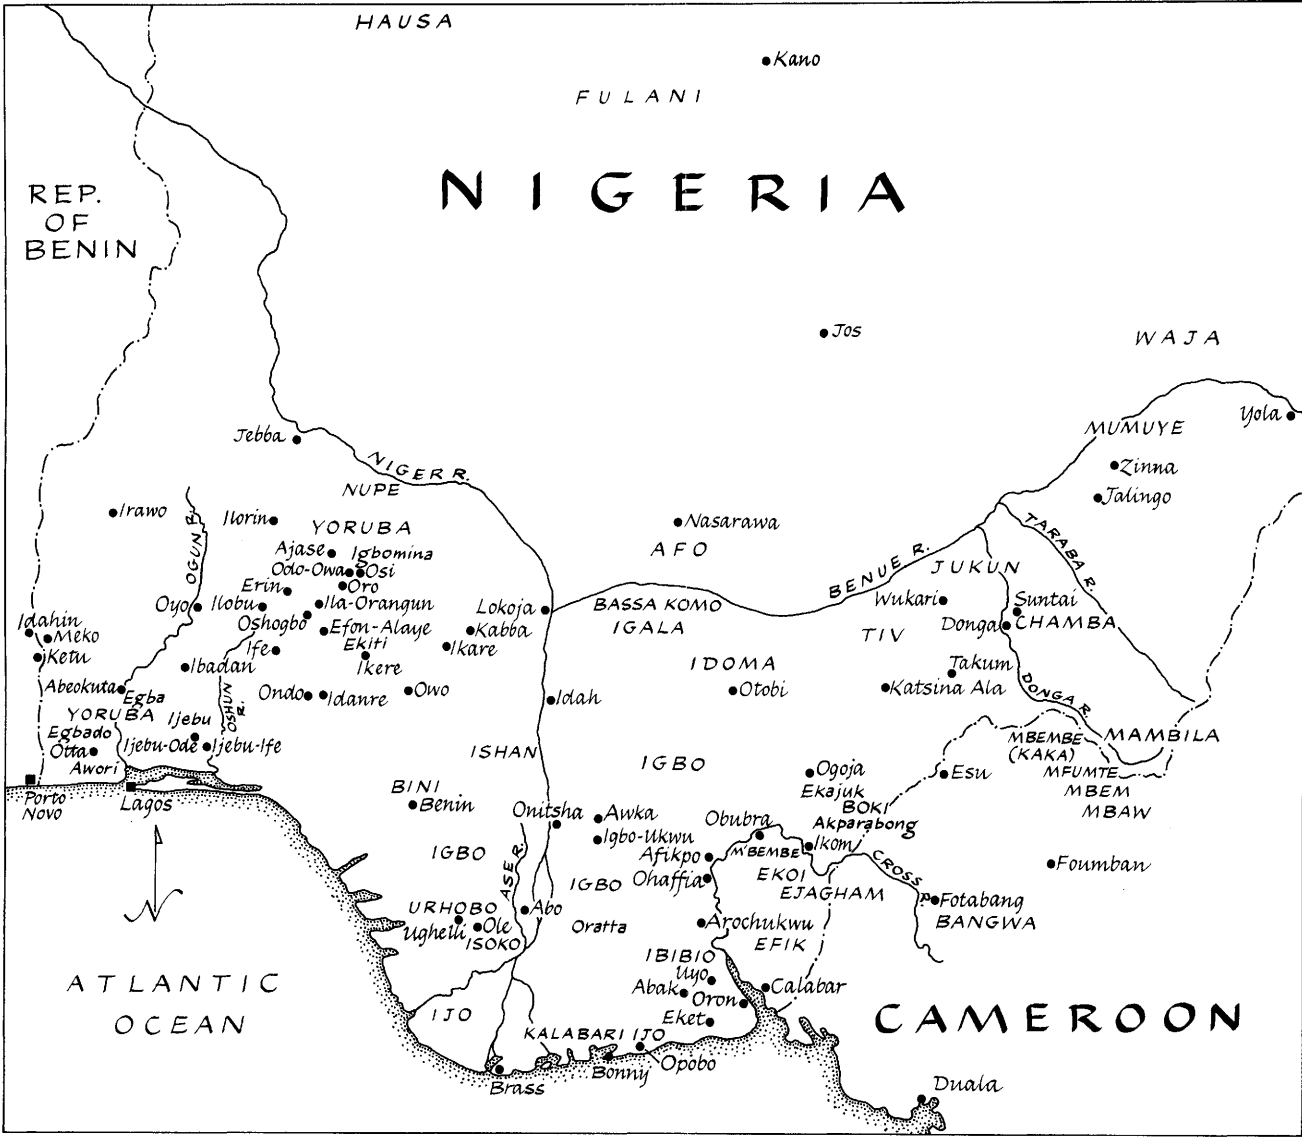 HAUSA
Kano
FULANI
NIGERIA
REP.
OF
BENIN
Jos
WAJA
Yola
MUMUYE
Jebba
Zinna
NIGER R.
NUPE
Jalingo
Irawo
OGUN R.
Ilorin
YORUBA
Nasarawa
AFO
TARABA R.
Ajase
Igbomina
Odo-Owa
Osi
BENUE R.
JUKUN
Erin
Oro
Oyo
Ilobu
Ila-Orangun
Lokoja
BASSA KOMO
Wukari
Suntai
Idahin
Oshogbo
Efon-Alaye
Kabba
IGALA
TIV
Donga
CHAMBA
Meko
Ife
Ekiti
Ikare
Ketu
Ibadan
Ikere
IDOMA
Takum
Abeokuta
Egba
OSHUN
R.
Ondo
Idanre
Owo
Idah
Otobi
Katsina Ala
DONGA R.
YORUBA
Ijebu
Egbado
Otta
Ijebu-Ode
Ijebu-Ife
ISHAN
MBEMBE
(KAKA)
MAMBILA
Awori
IGBO
Ogoja
Esu
MFUMTE
Porto
Novo
Lagos
BINI
Benin
Ekajuk
MBEM
BOKI
MBAW
Onitsha
Awka
Obubra
Akparabong
Igbo-Ukwu
IGBO
ASE R.
Afikpo
M'BEMBE
Ikom
CROSS
R.
Foumban
IGBO
Ohaffia
EKOI
EJAGHAM
URHOBO
Abo
Fotabang
Ughelli
Ole
Oratta
Arochukwu
BANGWA
ISOKO
EFIK
IBIBIO
Uyo
ATLANTIC
OCEAN
Abak
Oron
Calabar
IJO
Eket
CAMEROON
KALABARI IJO
Bonny
Opobo
Brass
Duala